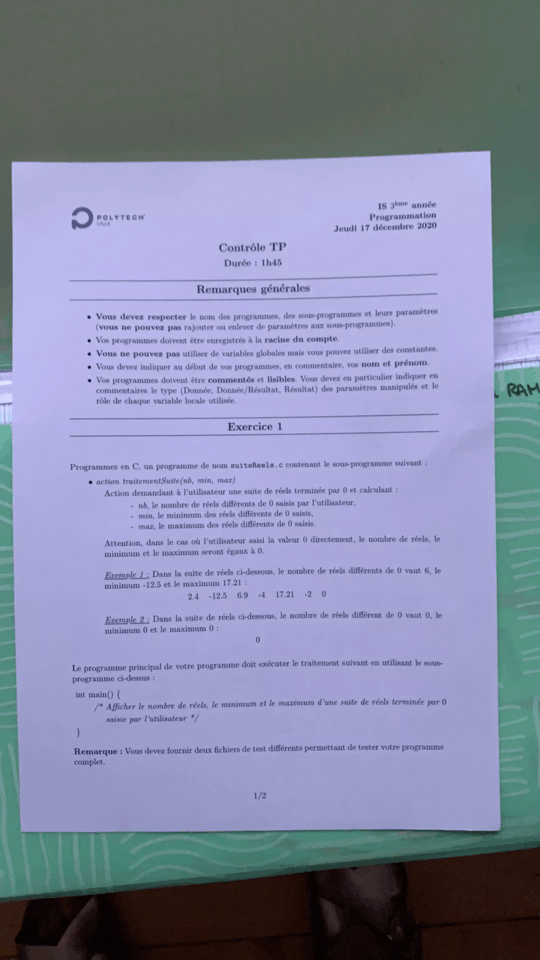 POLYTECH
LILLE
IS 3ème année
Programmation
Jeudi 17 décembre 2020
Contrôle TP
Durée : 1h45
Remarques générales
• Vous devez respecter le nom des programmes, des sous-programmes et leurs paramètres
(vous ne pouvez pas rajouter ou enlever de paramètres aux sous-programmes).
• Vos programmes doivent être enregistrés à la racine du compte.
• Vous ne pouvez pas utiliser de variables globales mais vous pouvez utiliser des constantes.
• Vous devez indiquer au début de vos programmes, en commentaire, vos nom et prénom.
• Vos programmes doivent être commentés et lisibles. Vous devez en particulier indiquer en
commentaires le type (Donnée, Donnée/Résultat, Résultat) des paramètres manipulés et le
rôle de chaque variable locale utilisée.
RAM
Exercice 1
Programmez en C, un programme de nom suiteReels.c contenant le sous-programme suivant :
• action traitementSuite(nb, min, max)
Action demandant à l'utilisateur une suite de réels terminée par 0 et calculant :
- nb, le nombre de réels différents de 0 saisis par l'utilisateur,
- min, le minimum des réels différents de 0 saisis,
- max, le maximum des réels différents de 0 saisis.
Attention, dans le cas où l'utilisateur saisi la valeur 0 directement, le nombre de réels, le
minimum et le maximum seront égaux à 0.
Exemple 1 : Dans la suite de réels ci-dessous, le nombre de réels différents de 0 vaut 6, le
minimum -12.5 et le maximum 17.21 :
2.4 -12.5 6.9 -4 17.21 -2 0
Exemple 2 : Dans la suite de réels ci-dessous, le nombre de réels différent de 0 vaut 0, le
minimum 0 et le maximum 0 :
0
Le programme principal de votre programme doit exécuter le traitement suivant en utilisant le sous-
programme ci-dessus :
int main() {
/* Afficher le nombre de réels, le minimum et le maximum d'une suite de réels terminée par 0
saisie par l'utilisateur */
}
Remarque : Vous devez fournir deux fichiers de test différents permettant de tester votre programme
complet.
1/2